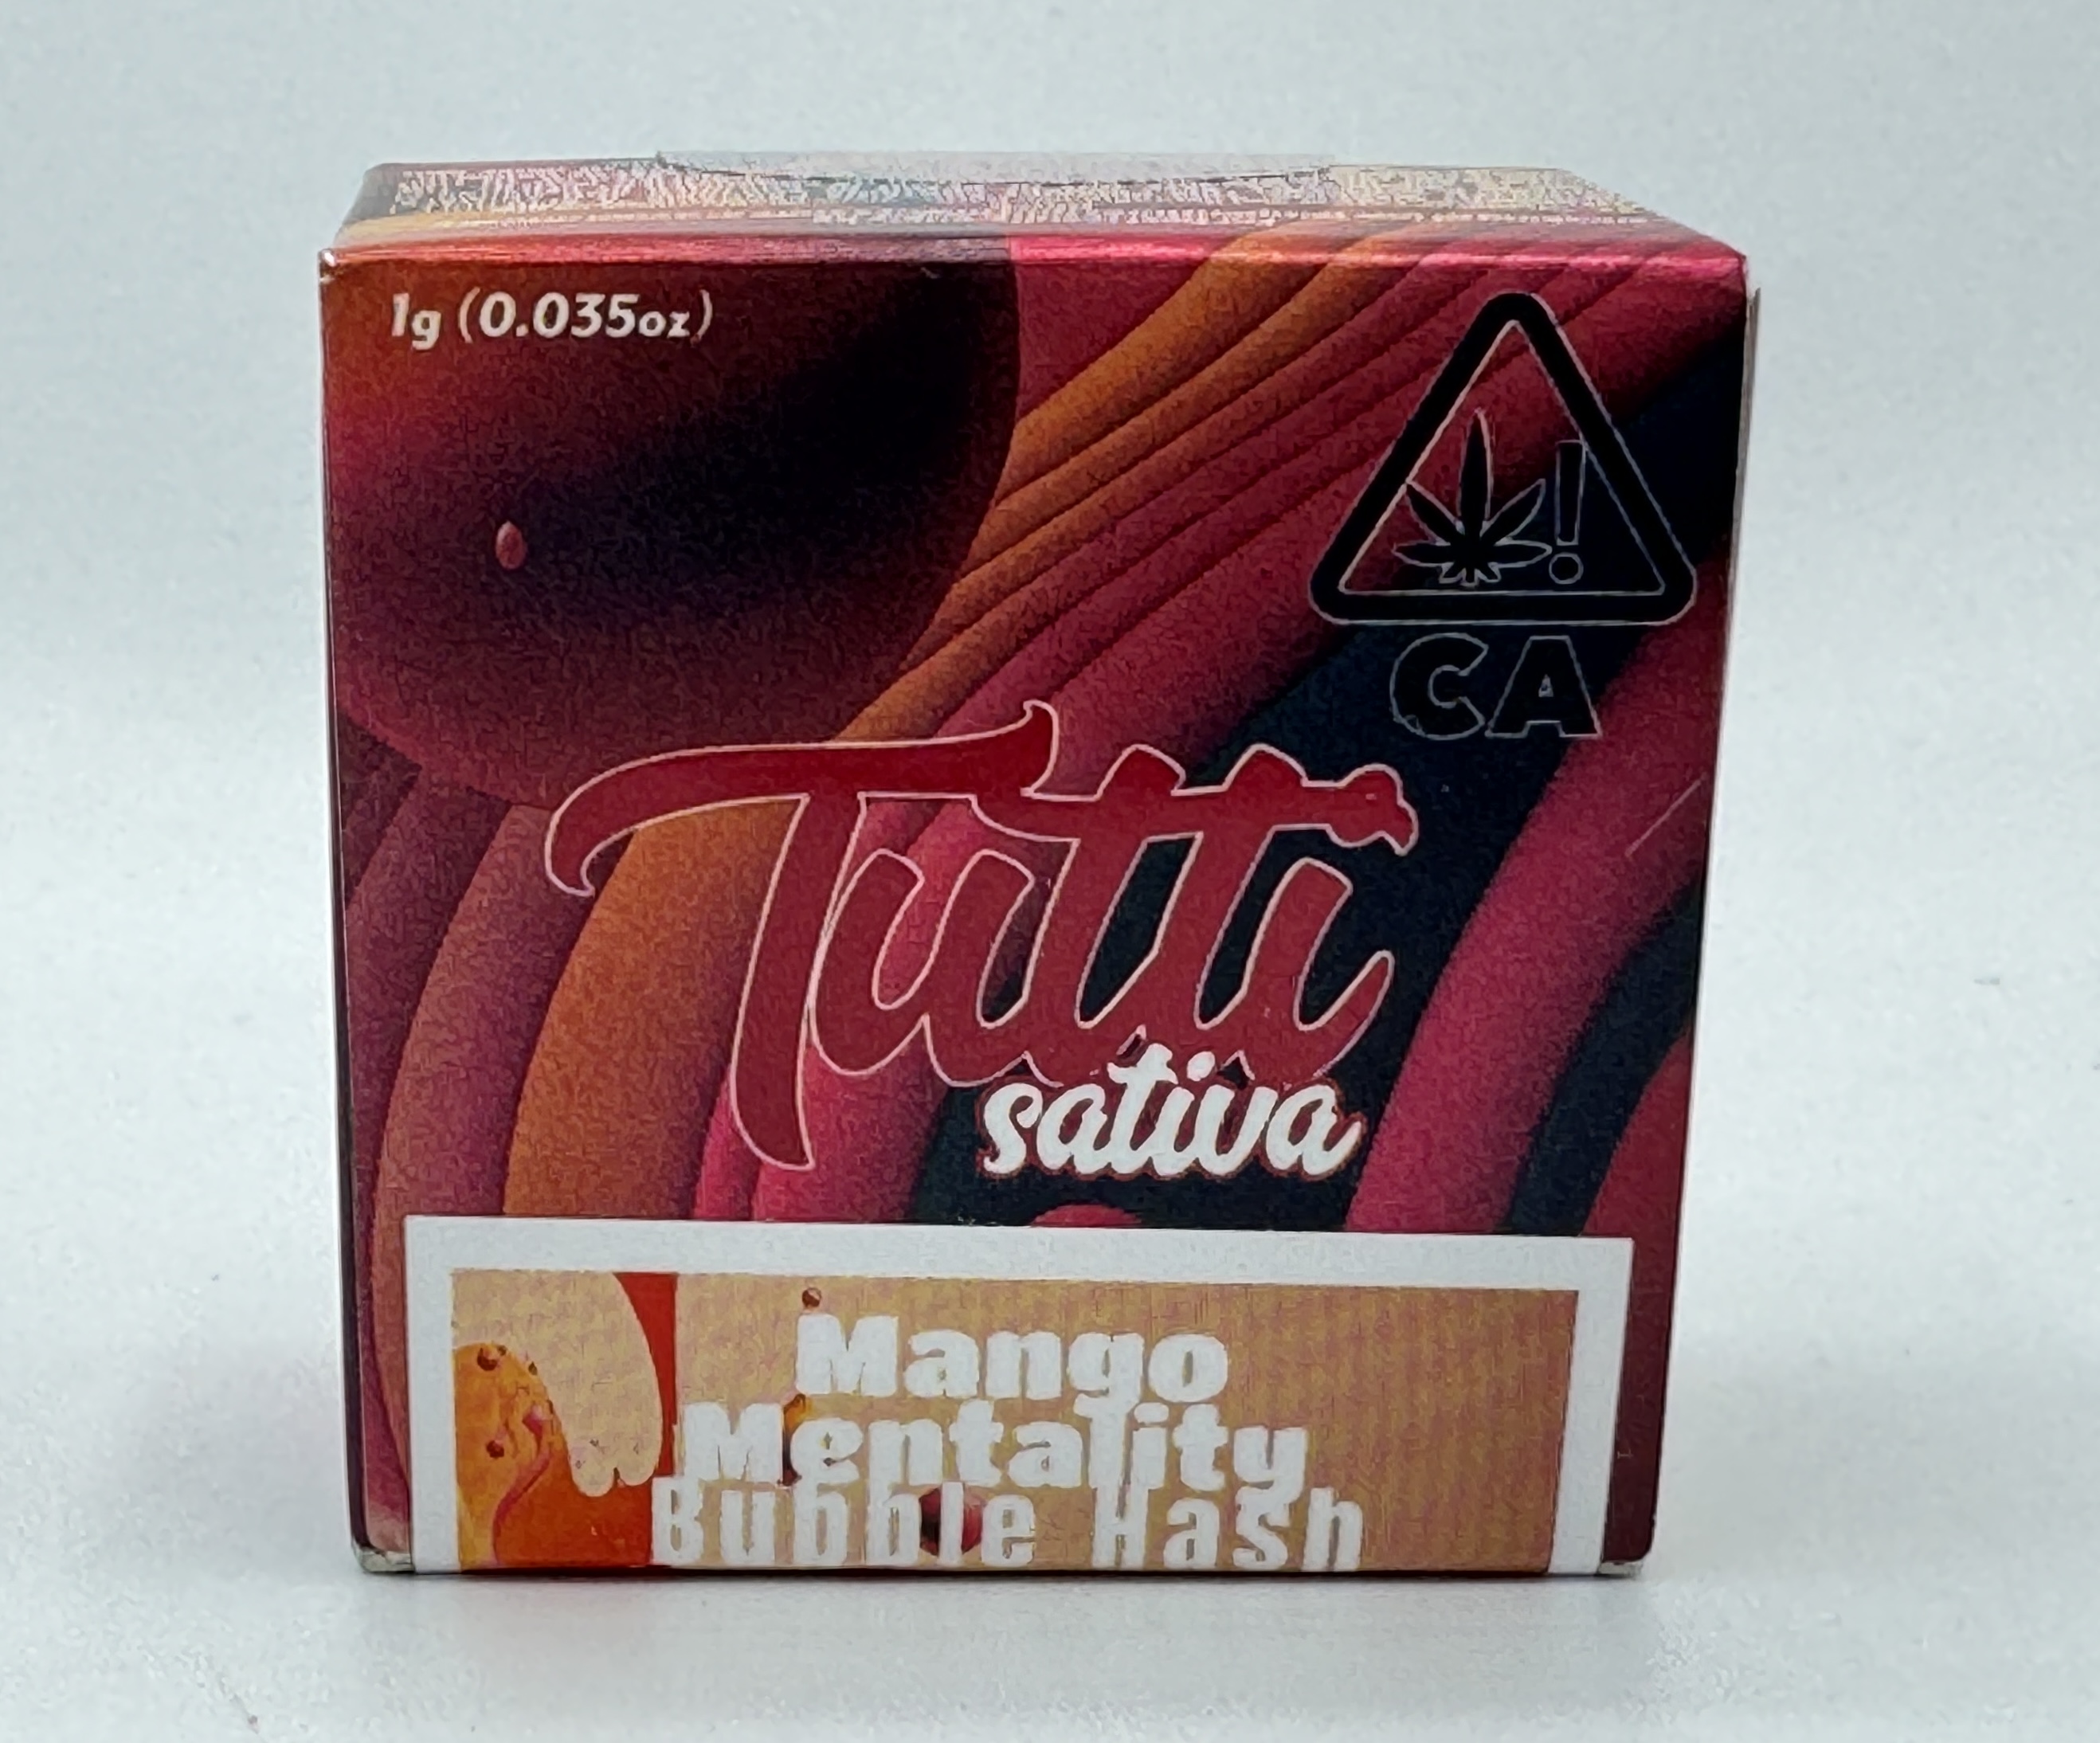 1g (0.035oz)
!
CA
Tutti
sativa
Mango
Mentality
Bubble Hash